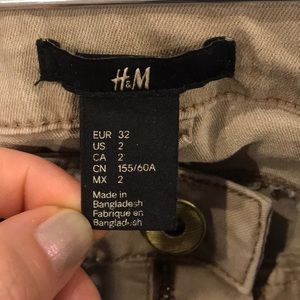 H&M
EUR 32
US 2
CA 2
CN 155/60A
MX 2
Made in
Bangladesh
Fabriqué en
Bangladesh